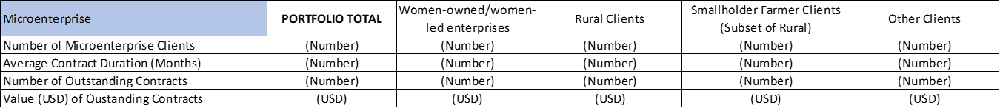 Microenterprise PORTFOLIO TOTAL Women-owned/women-led enterprises Rural Clients Smallholder Farmer Clients (Subset of Rural) Other Clients
Number of Microenterprise Clients (Number) (Number) (Number) (Number) (Number)
Average Contract Duration (Months) (Number) (Number) (Number) (Number) (Number)
Number of Outstanding Contracts (Number) (Number) (Number) (Number) (Number)
Value (USD) of Oustanding Contracts (USD) (USD) (USD) (USD) (USD)